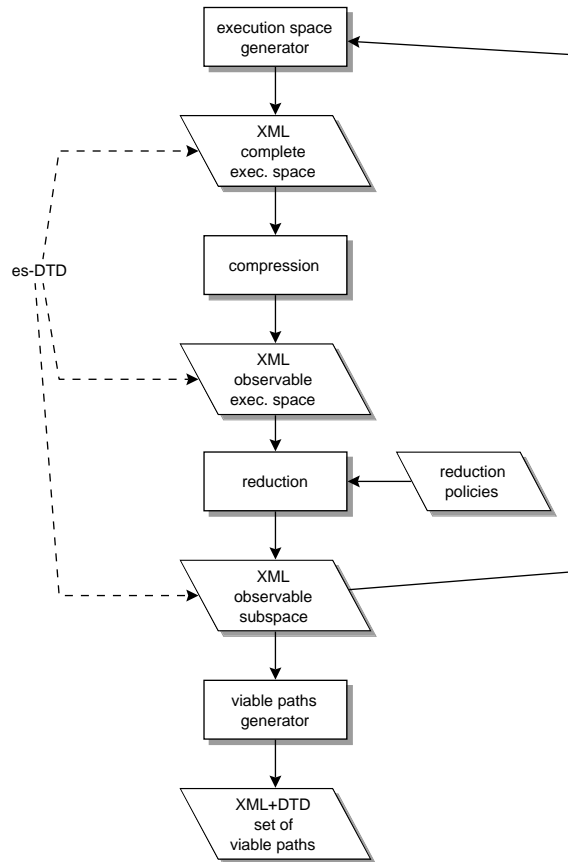 execution space
generator
XML
complete
exec. space
compression
es-DTD
XML
observable
exec. space
reduction
reduction
policies
XML
observable
subspace
viable paths
generator
XML+DTD
set of
viable paths